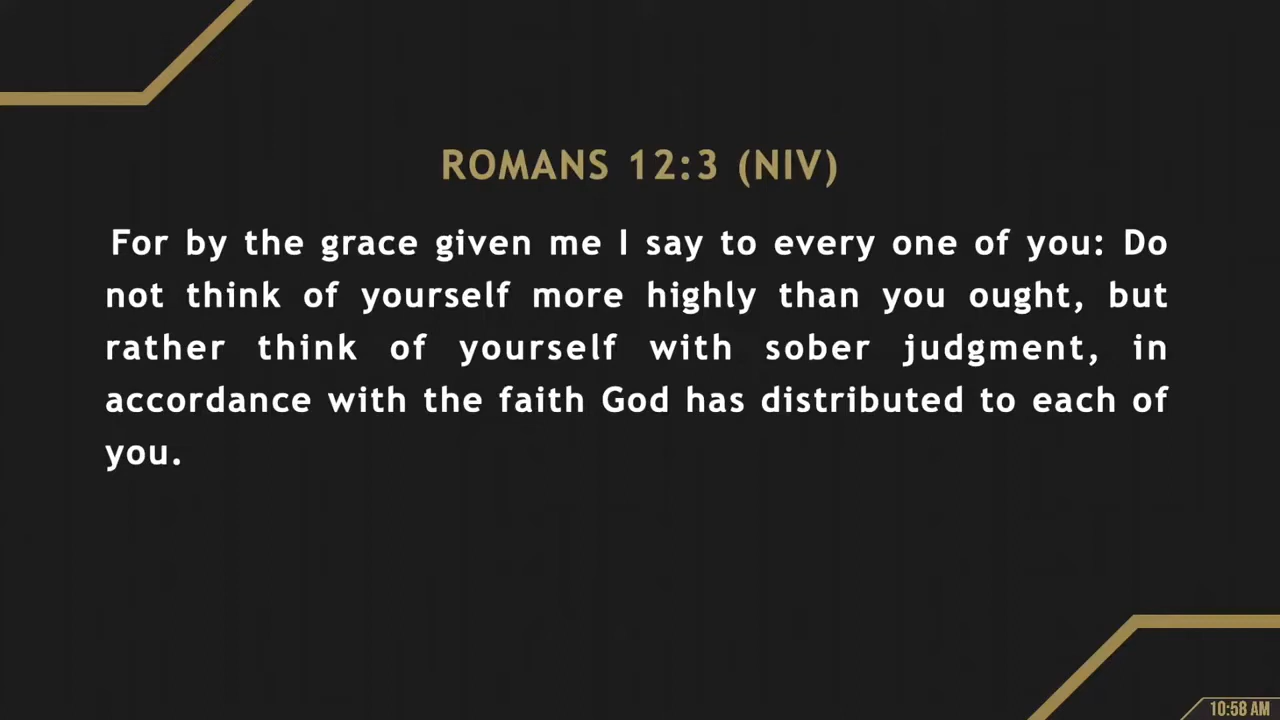 ROMANS 12:3 (NIV)
For by the grace given me I say to every one of you: Do
not think of yourself more highly than you ought, but
rather think of yourself with sober judgment, in
accordance with the faith God has distributed to each of
you.
10:58 AM